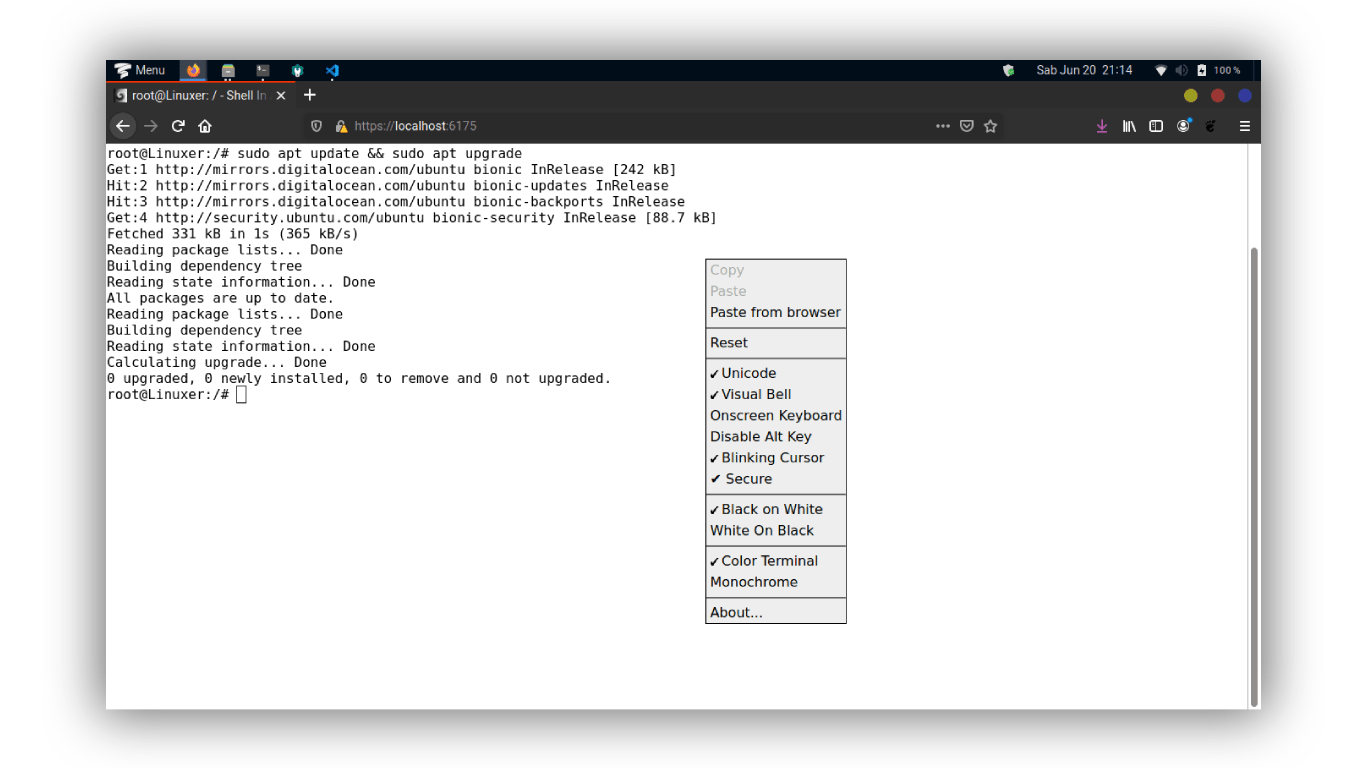 Menu
Sab Jun 20 21:14
100 %
root@Linuxer: / - Shell In
https://localhost:6175
root@Linuxer:/# sudo apt update && sudo apt upgrade
Get:1 http://mirrors.digitalocean.com/ubuntu bionic InRelease [242 kB]
Hit:2 http://mirrors.digitalocean.com/ubuntu bionic-updates InRelease
Hit:3 http://mirrors.digitalocean.com/ubuntu bionic-backports InRelease
Get:4 http://security.ubuntu.com/ubuntu bionic-security InRelease [88.7 kB]
Fetched 331 kB in 1s (365 kB/s)
Reading package lists... Done
Building dependency tree
Reading state information... Done
All packages are up to date.
Reading package lists... Done
Building dependency tree
Reading state information... Done
Calculating upgrade... Done
0 upgraded, 0 newly installed, 0 to remove and 0 not upgraded.
root@Linuxer:/#
Copy
Paste
Paste from browser
Reset
✔Unicode
✔Visual Bell
Onscreen Keyboard
Disable Alt Key
✔Blinking Cursor
✔ Secure
✔Black on White
White On Black
✔Color Terminal
Monochrome
About...